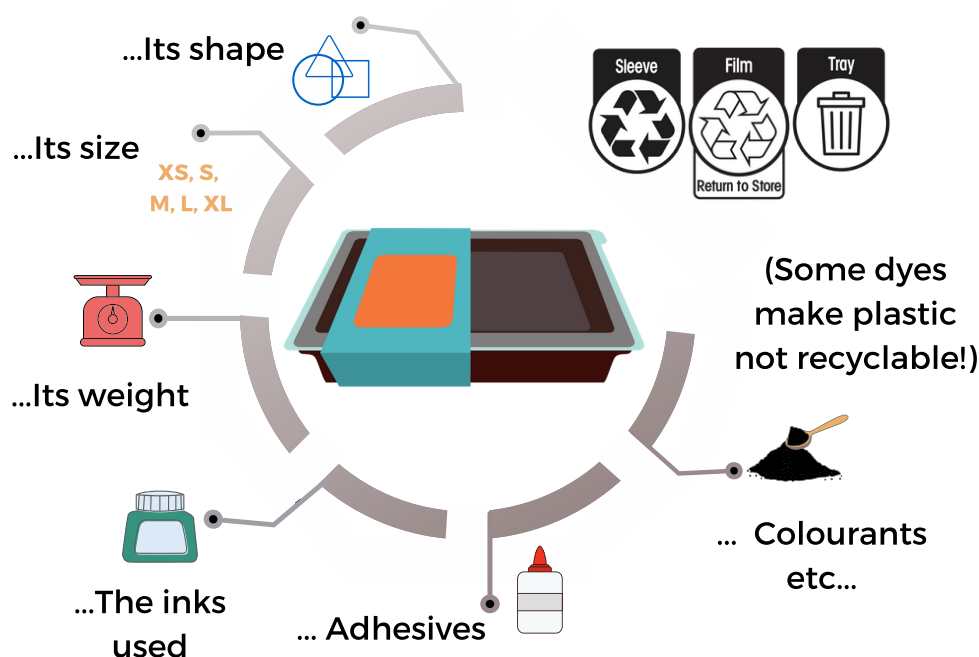 ...Its shape
Sleeve
Film
Tray
...Its size
XS, S,
M, L, XL
Return to Store
(Some dyes
make plastic
not recyclable!)
...Its weight
... Colourants
etc...
...The inks
used
... Adhesives